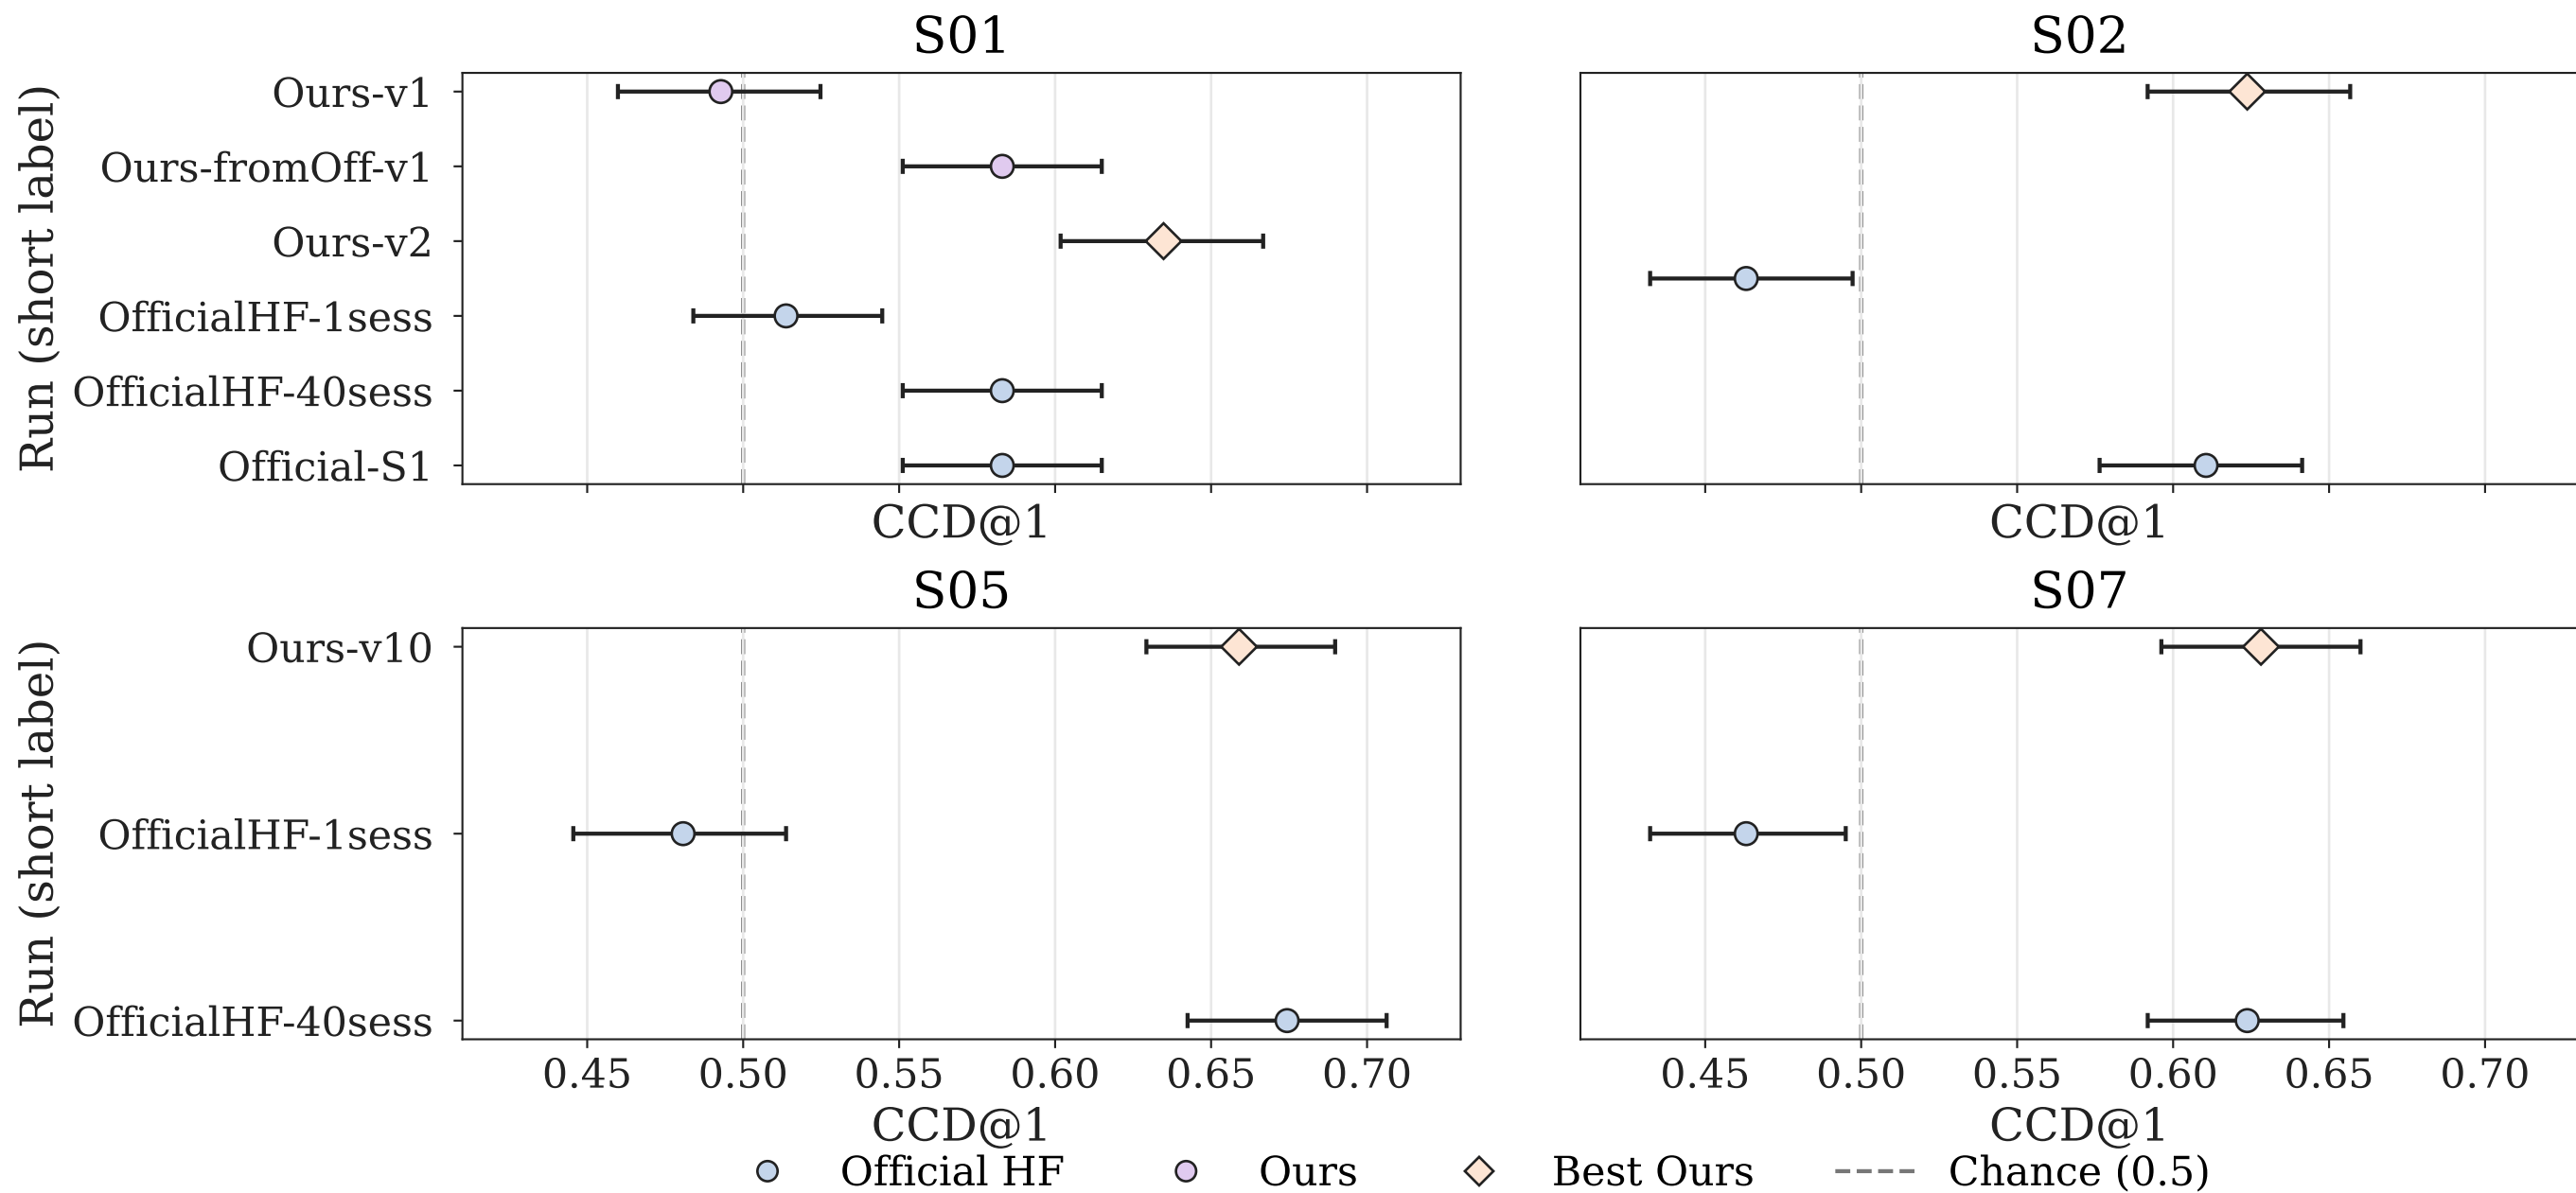 S01
S02
Run (short label)
Ours-v1
Ours-fromOff-v1
Ours-v2
OfficialHF-1sess
OfficialHF-40sess
Official-S1
CCD@1
CCD@1
S05
S07
Run (short label)
Ours-v10
OfficialHF-1sess
OfficialHF-40sess
0.45 0.50 0.55 0.60 0.65 0.70
0.45 0.50 0.55 0.60 0.65 0.70
CCD@1
CCD@1
Official HF Ours Best Ours Chance (0.5)